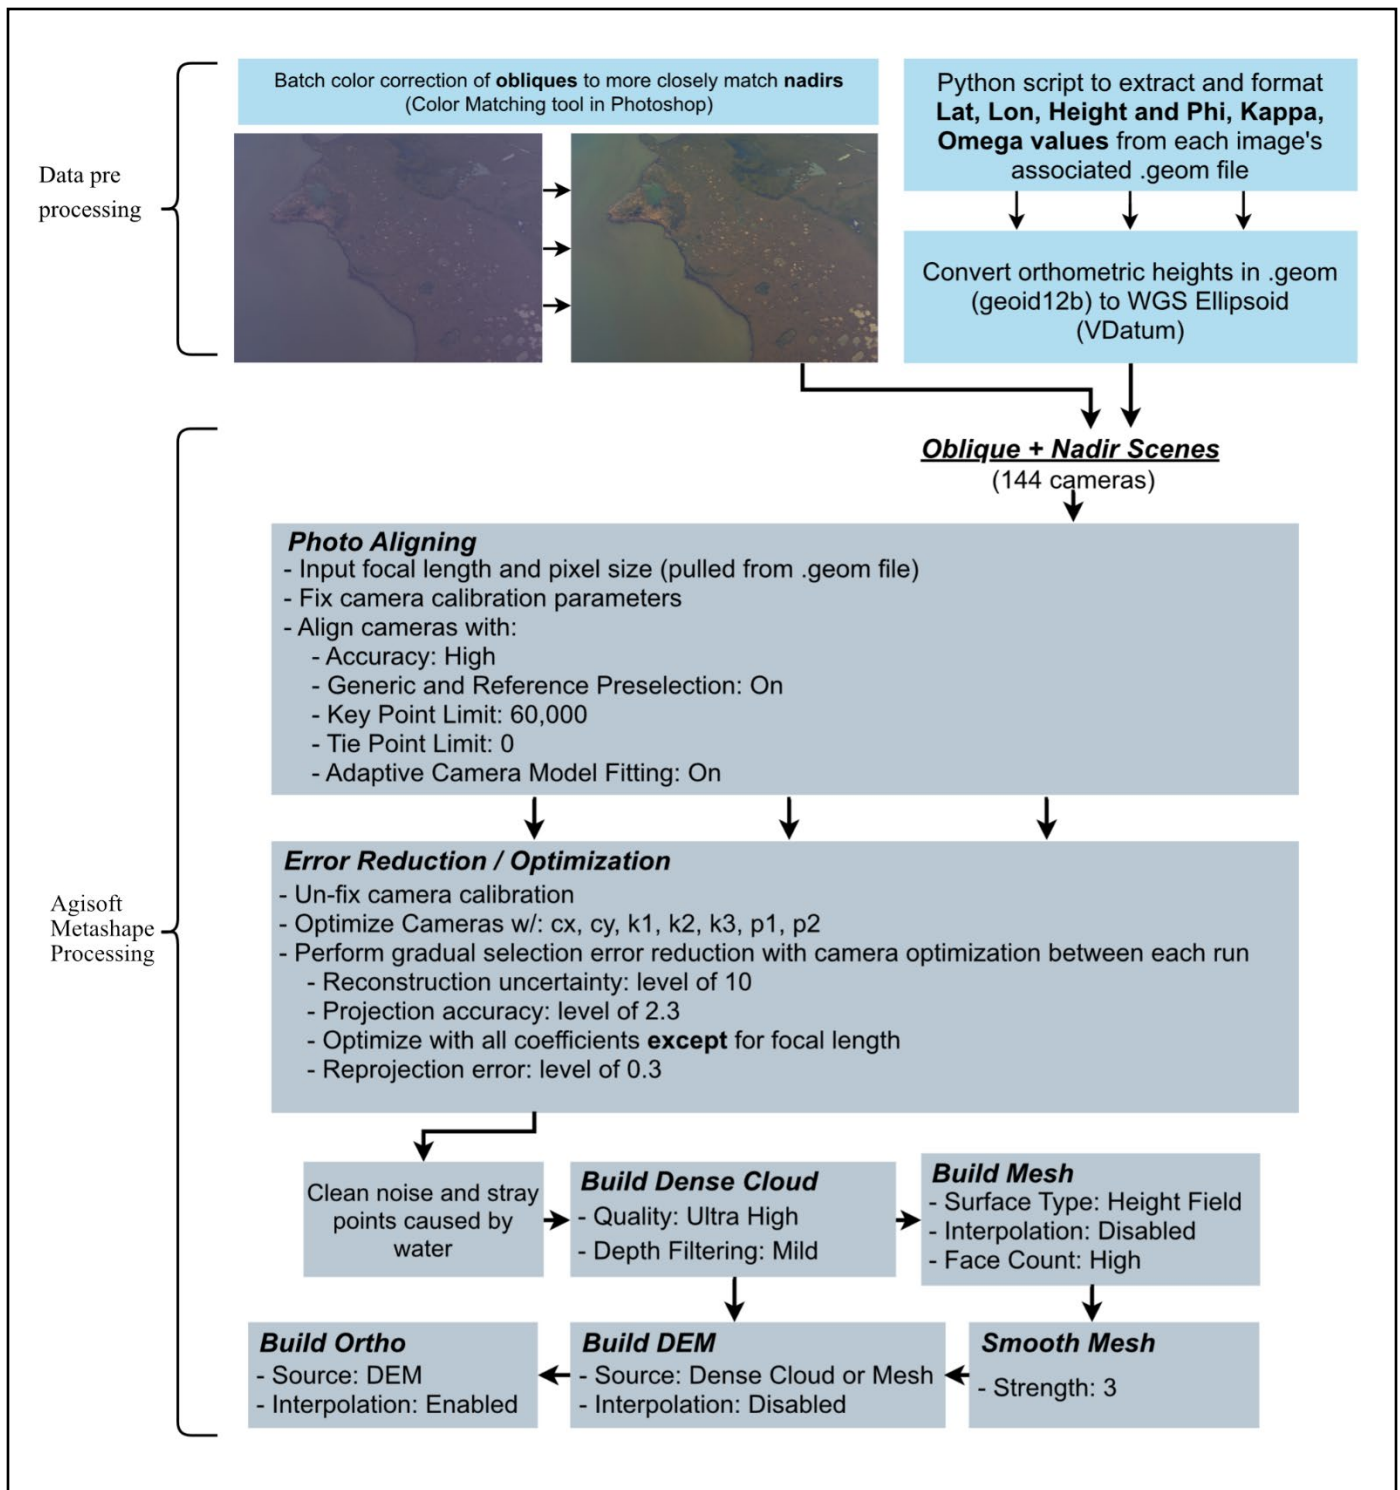 Data pre
processing
Batch color correction of obliques to more closely match nadirs
(Color Matching tool in Photoshop)
Python script to extract and format
Lat, Lon, Height and Phi, Kappa,
Omega values from each image's
associated .geom file
Convert orthometric heights in .geom
(geoid12b) to WGS Ellipsoid
(VDatum)
Agisoft
Metashape
Processing
Oblique + Nadir Scenes
(144 cameras)
Photo Aligning
- Input focal length and pixel size (pulled from .geom file)
- Fix camera calibration parameters
- Align cameras with:
- Accuracy: High
- Generic and Reference Preselection: On
- Key Point Limit: 60,000
- Tie Point Limit: 0
- Adaptive Camera Model Fitting: On
Error Reduction / Optimization
- Un-fix camera calibration
- Optimize Cameras w/: cx, cy, k1, k2, k3, p1, p2
- Perform gradual selection error reduction with camera optimization between each run
- Reconstruction uncertainty: level of 10
- Projection accuracy: level of 2.3
- Optimize with all coefficients except for focal length
- Reprojection error: level of 0.3
Clean noise and stray
points caused by
water
Build Dense Cloud
- Quality: Ultra High
- Depth Filtering: Mild
Build Mesh
- Surface Type: Height Field
- Interpolation: Disabled
- Face Count: High
Build Ortho
- Source: DEM
- Interpolation: Enabled
Build DEM
- Source: Dense Cloud or Mesh
- Interpolation: Disabled
Smooth Mesh
- Strength: 3